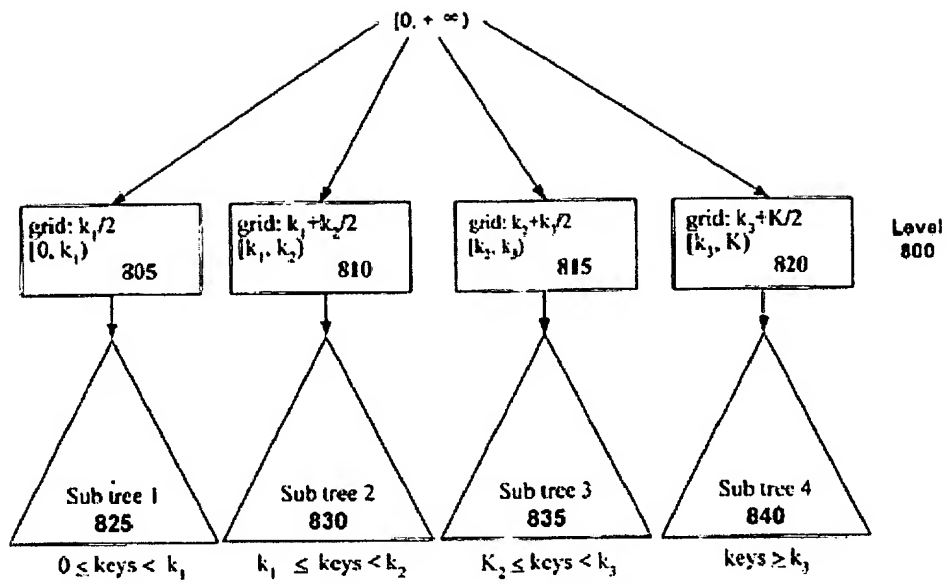 [0, + ∞)
grid: k₁/2
[0, k₁)
805
grid: k₁+k₂/2
[k₁, k₂)
810
grid: k₂+k₃/2
[k₂, k₃)
815
grid: k₃+K/2
[k₃, K)
820
Level
800
Sub tree 1
825
Sub tree 2
830
Sub tree 3
835
Sub tree 4
840
0 ≤ keys < k₁
k₁ ≤ keys < k₂
K₂ ≤ keys < k₃
keys ≥ k₃